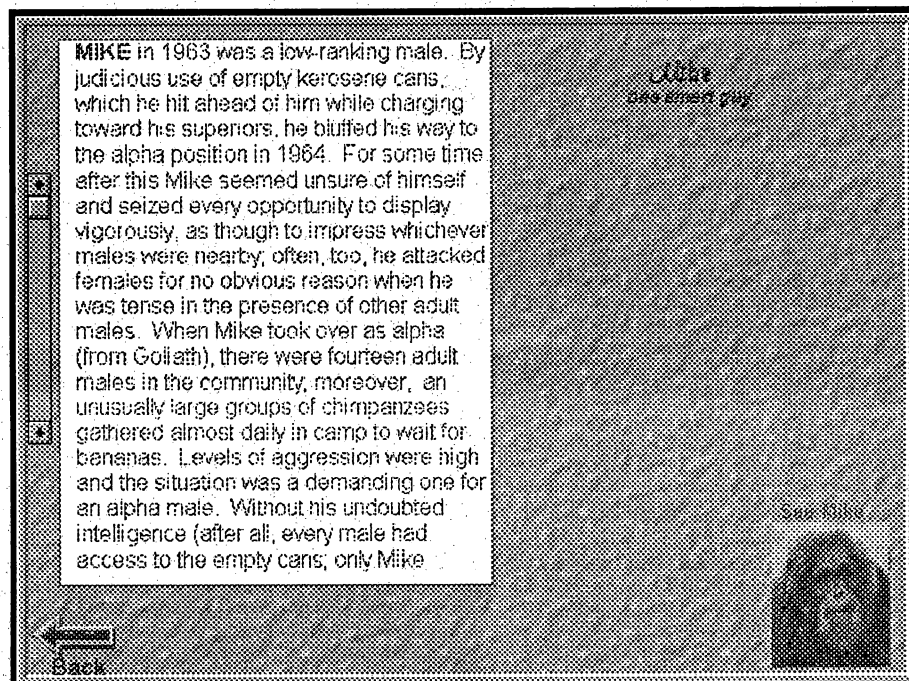 MIKE in 1963 was a low-ranking male. By
judicious use of empty kerosene cans,
which he hit ahead of him while charging
toward his superiors, he bluffed his way to
the alpha position in 1964. For some time
after this Mike seemed unsure of himself
and seized every opportunity to display
vigorously, as though to impress whichever
males were nearby; often, too, he attacked
females for no obvious reason when he
was tense in the presence of other adult
males. When Mike took over as alpha
(from Goliath), there were fourteen adult
males in the community; moreover, an
unusually large groups of chimpanzees
gathered almost daily in camp to wait for
bananas. Levels of aggression were high
and the situation was a demanding one for
an alpha male. Without his undoubted
intelligence (after all, every male had
access to the empty cans; only Mike
Mike
one smart guy
See Mike
Back